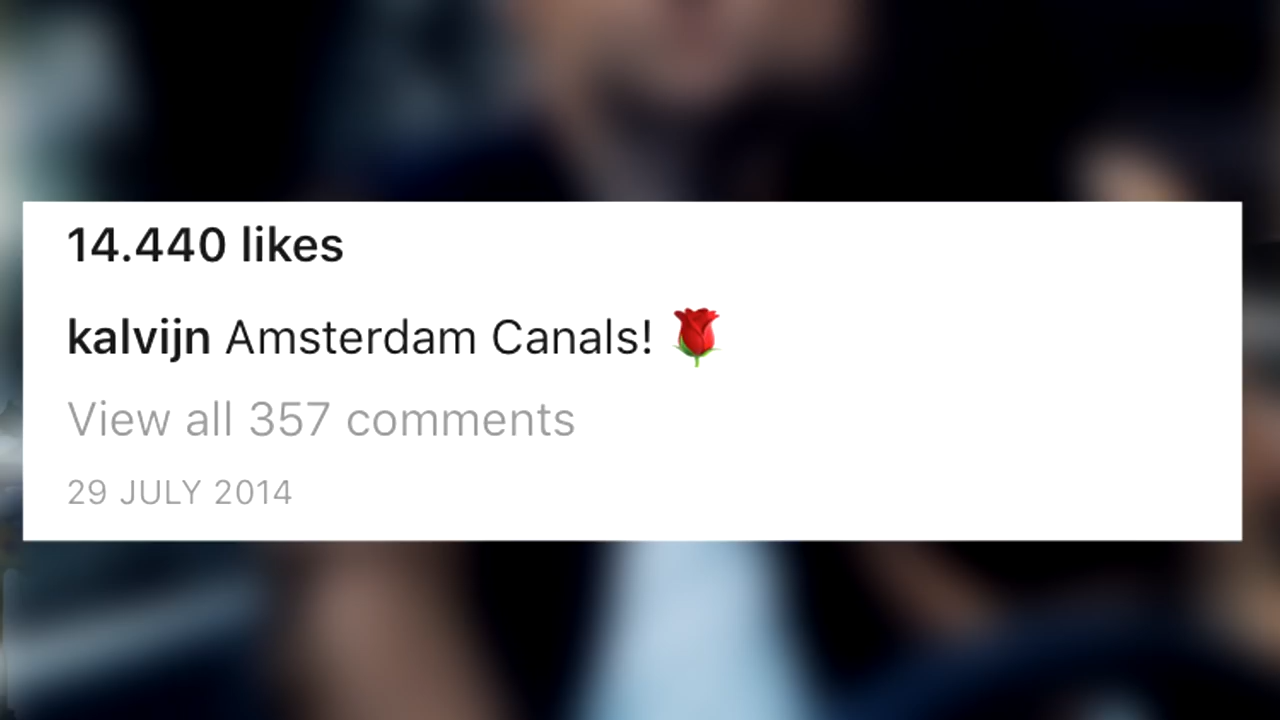 14.440 likes
kalvijn Amsterdam Canals! 🌹
View all 357 comments
29 JULY 2014